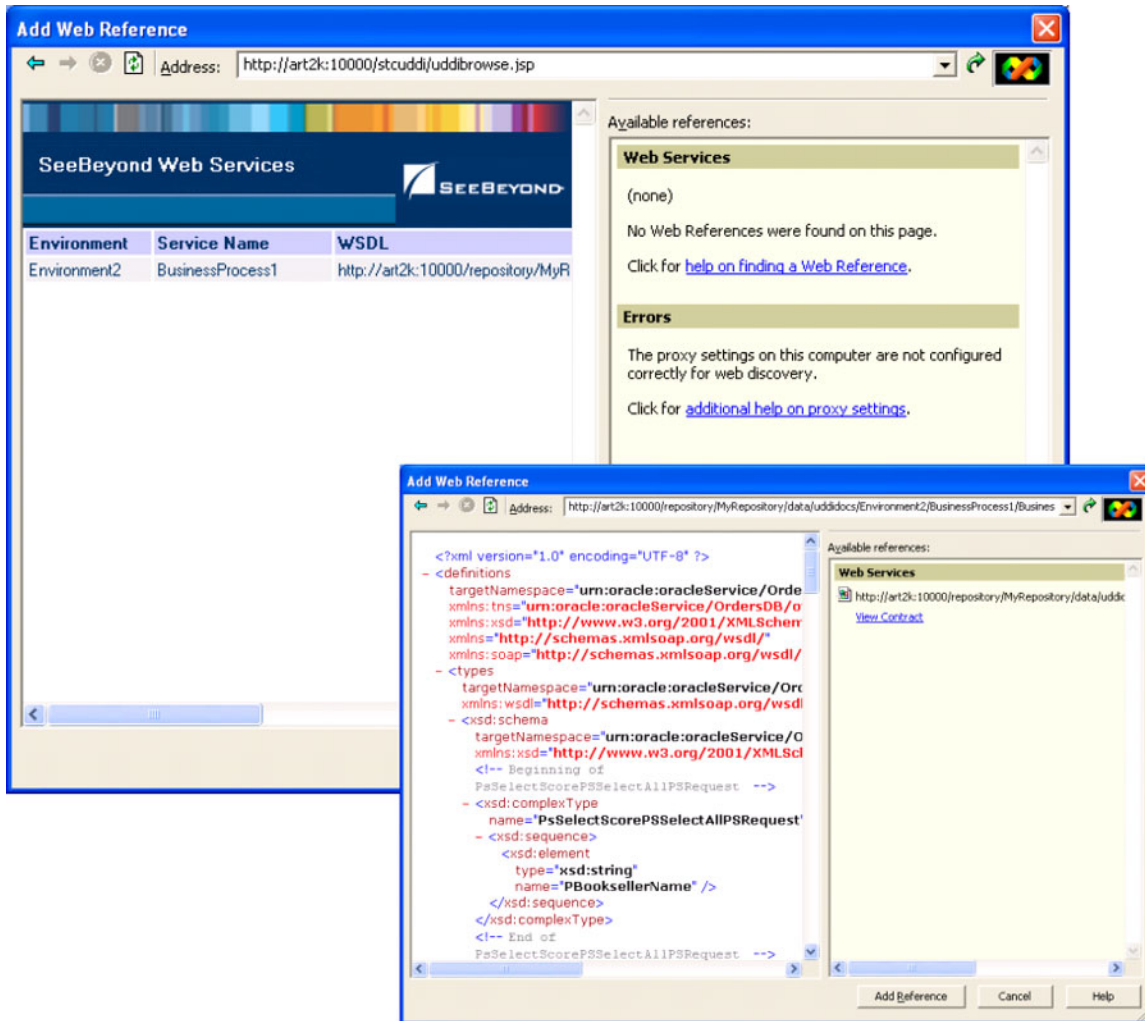 Add Web Reference
Address: http://art2k:10000/stcuddi/uddibrowse.jsp
SeeBeyond Web Services
SEEBEYOND
Environment Service Name WSDL
Environment2 BusinessProcess1 http://art2k:10000/repository/MyR
Available references:
Web Services
(none)
No Web References were found on this page.
Click for help on finding a Web Reference.
Errors
The proxy settings on this computer are not configured
correctly for web discovery.
Click for additional help on proxy settings.
Add Web Reference
Address: http://art2k:10000/repository/MyRepository/data/uddidocs/Environment2/BusinessProcess1/Busines
<?xml version="1.0" encoding="UTF-8" ?>
- <definitions
targetNamespace="urn:oracle:oracleService/Orde
xmlns:tns="urn:oracle:oracleService/OrdersDB/o
xmlns:xsd="http://www.w3.org/2001/XMLSchem
xmlns="http://schemas.xmlsoap.org/wsdl/"
xmlns:soap="http://schemas.xmlsoap.org/wsdl/
- <types
targetNamespace="urn:oracle:oracleService/Orc
xmlns:wsdl="http://schemas.xmlsoap.org/wsdl
- <xsd:schema
targetNamespace="urn:oracle:oracleService/O
xmlns:xsd="http://www.w3.org/2001/XMLScl
<!-- Beginning of
PsSelectScorePSSelectAllPSRequest -->
- <xsd:complexType
name="PsSelectScorePSSelectAllPSRequest"
- <xsd:sequence>
<xsd:element
type="xsd:string"
name="PBooksellerName" />
</xsd:sequence>
</xsd:complexType>
<!-- End of
PsSelectScorePSSelectAllPSRequest -->
Available references:
Web Services
http://art2k:10000/repository/MyRepository/data/uddic
View Contract
Add Reference Cancel Help